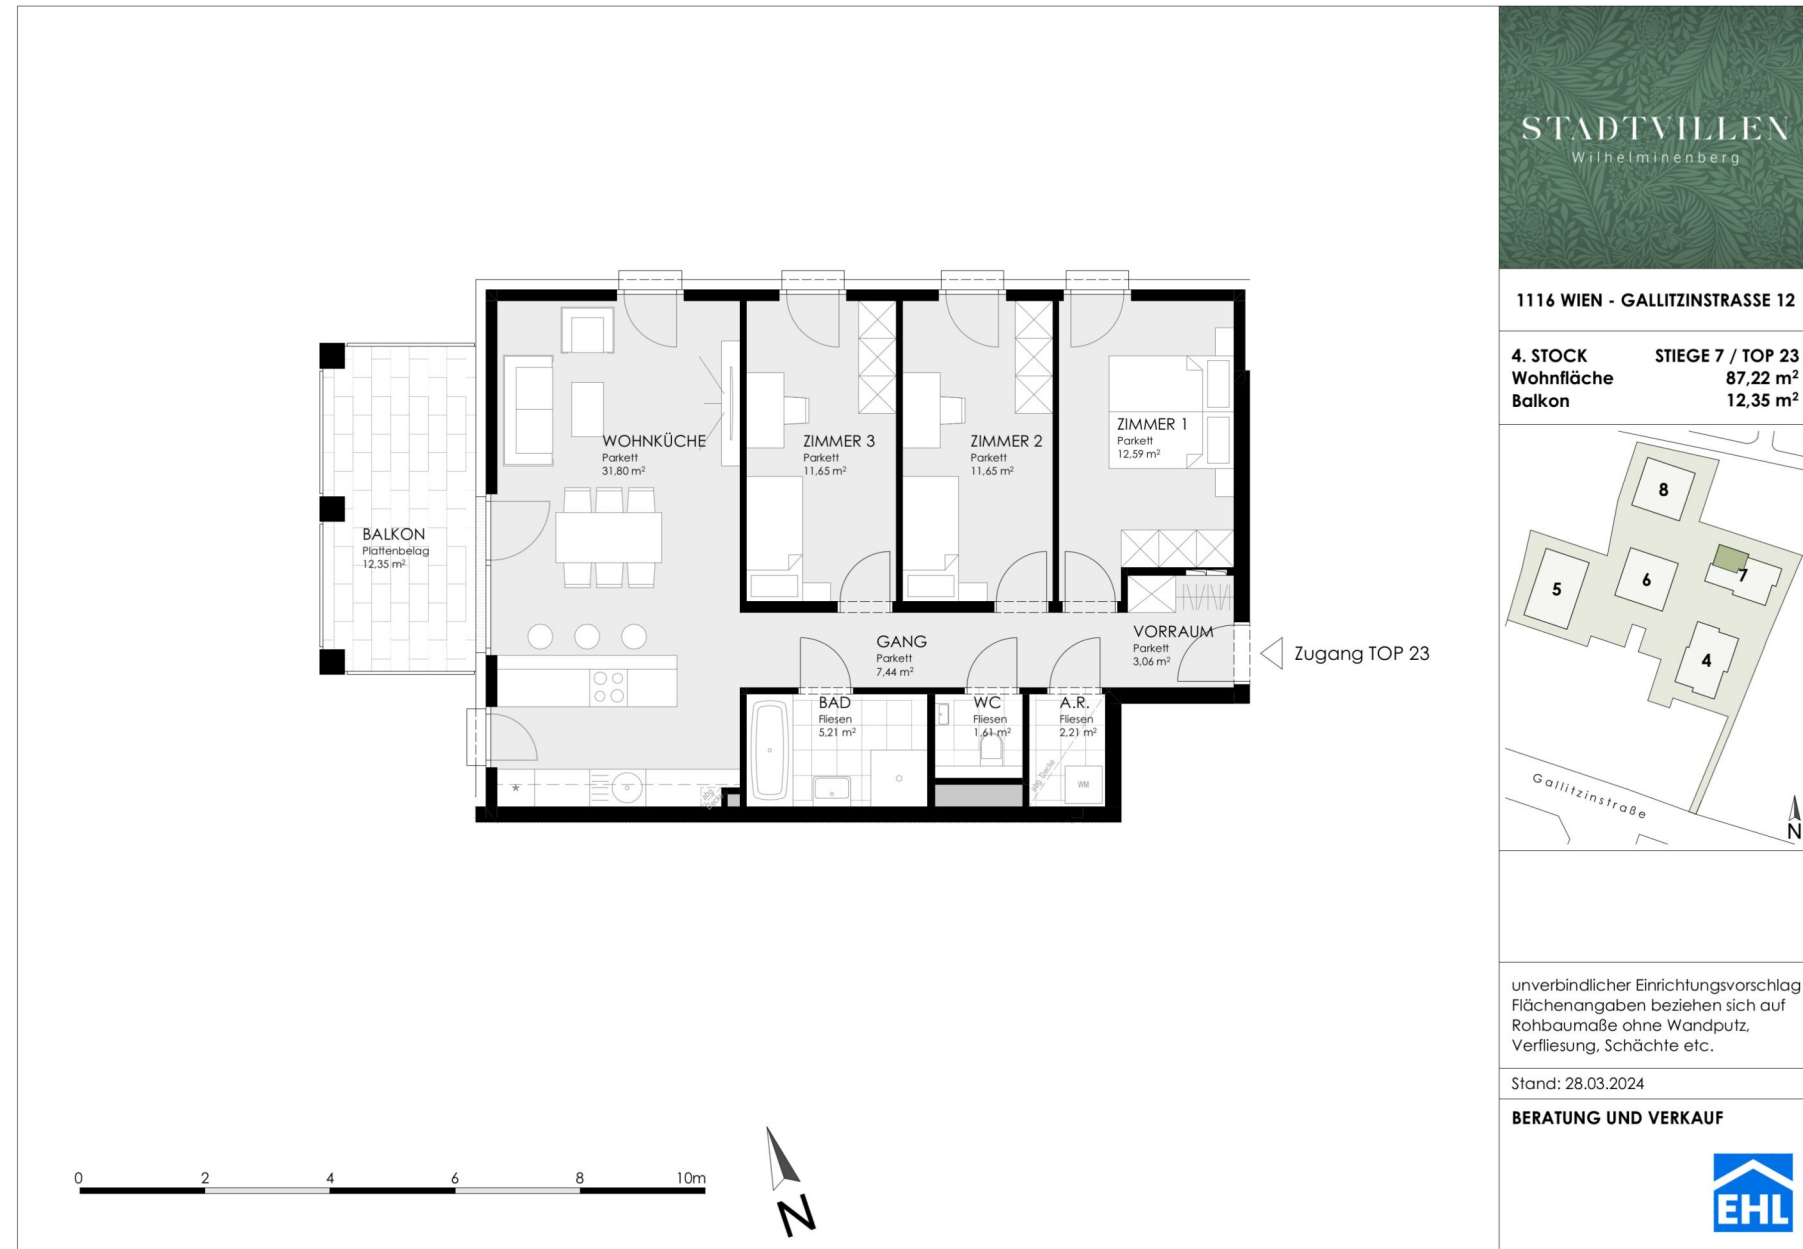 STADTVILLEN
Wilhelminenberg
1116 WIEN - GALLITZINSTRASSE 12
4. STOCK STIEGE 7 / TOP 23
Wohnfläche 87,22 m²
Balkon 12,35 m²
8
7
6
5
4
Gallitzinstraße
N
unverbindlicher Einrichtungsvorschlag
Flächenangaben beziehen sich auf
Rohbaumaße ohne Wandputz,
Verfliesung, Schächte etc.
Stand: 28.03.2024
BERATUNG UND VERKAUF
EHL
WOHNKÜCHE
Parkett
31,80 m²
ZIMMER 3
Parkett
11,65 m²
ZIMMER 2
Parkett
11,65 m²
ZIMMER 1
Parkett
12,59 m²
BALKON
Plattenbelag
12,35 m²
GANG
Parkett
7,44 m²
VORRAUM
Parkett
3,06 m²
Zugang TOP 23
BAD
Fliesen
5,21 m²
WC
Fliesen
1,61 m²
A.R.
Fliesen
2,21 m²
abg. Decke
WM
*
abg.
Decke
0 2 4 6 8 10m
N